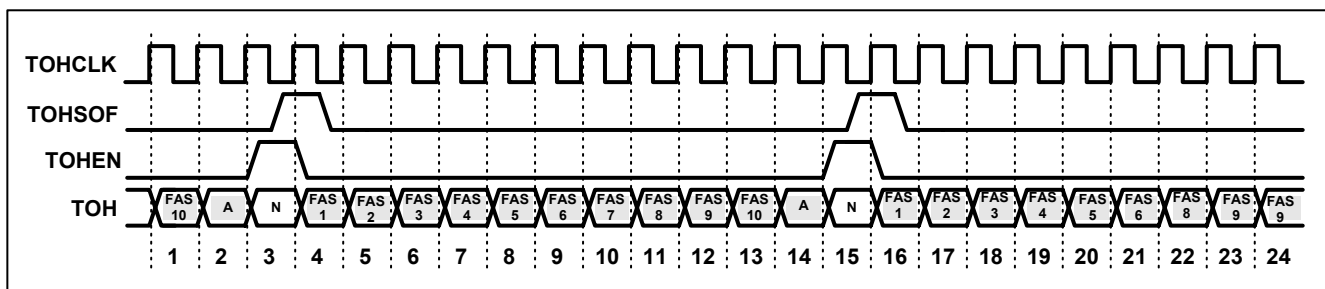 TOHCLK
TOHSOF
TOHEN
TOH FAS 10 A N FAS 1 FAS 2 FAS 3 FAS 4 FAS 5 FAS 6 FAS 7 FAS 8 FAS 9 FAS 10 A N FAS 1 FAS 2 FAS 3 FAS 4 FAS 5 FAS 6 FAS 8 FAS 9 FAS 9
1 2 3 4 5 6 7 8 9 10 11 12 13 14 15 16 17 18 19 20 21 22 23 24